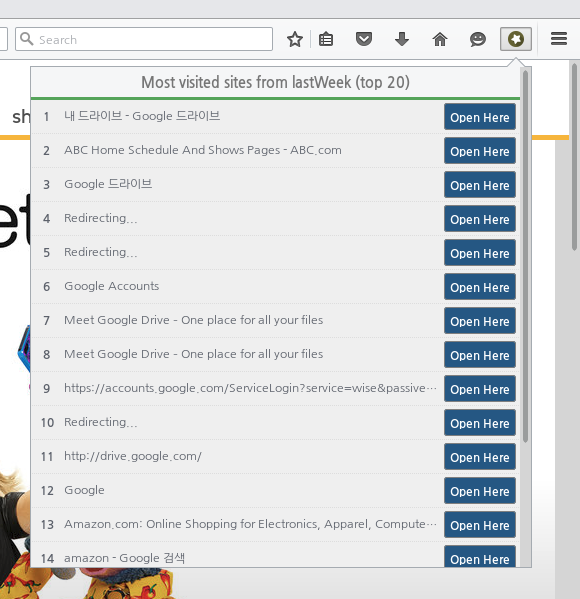 Search
sh
et
Most visited sites from lastWeek (top 20)
1 내 드라이브 - Google 드라이브 Open Here
2 ABC Home Schedule And Shows Pages - ABC.com Open Here
3 Google 드라이브 Open Here
4 Redirecting... Open Here
5 Redirecting... Open Here
6 Google Accounts Open Here
7 Meet Google Drive - One place for all your files Open Here
8 Meet Google Drive - One place for all your files Open Here
9 https://accounts.google.com/ServiceLogin?service=wise&passive... Open Here
10 Redirecting... Open Here
11 http://drive.google.com/ Open Here
12 Google Open Here
13 Amazon.com: Online Shopping for Electronics, Apparel, Compute... Open Here
14 amazon - Google 검색 Open Here